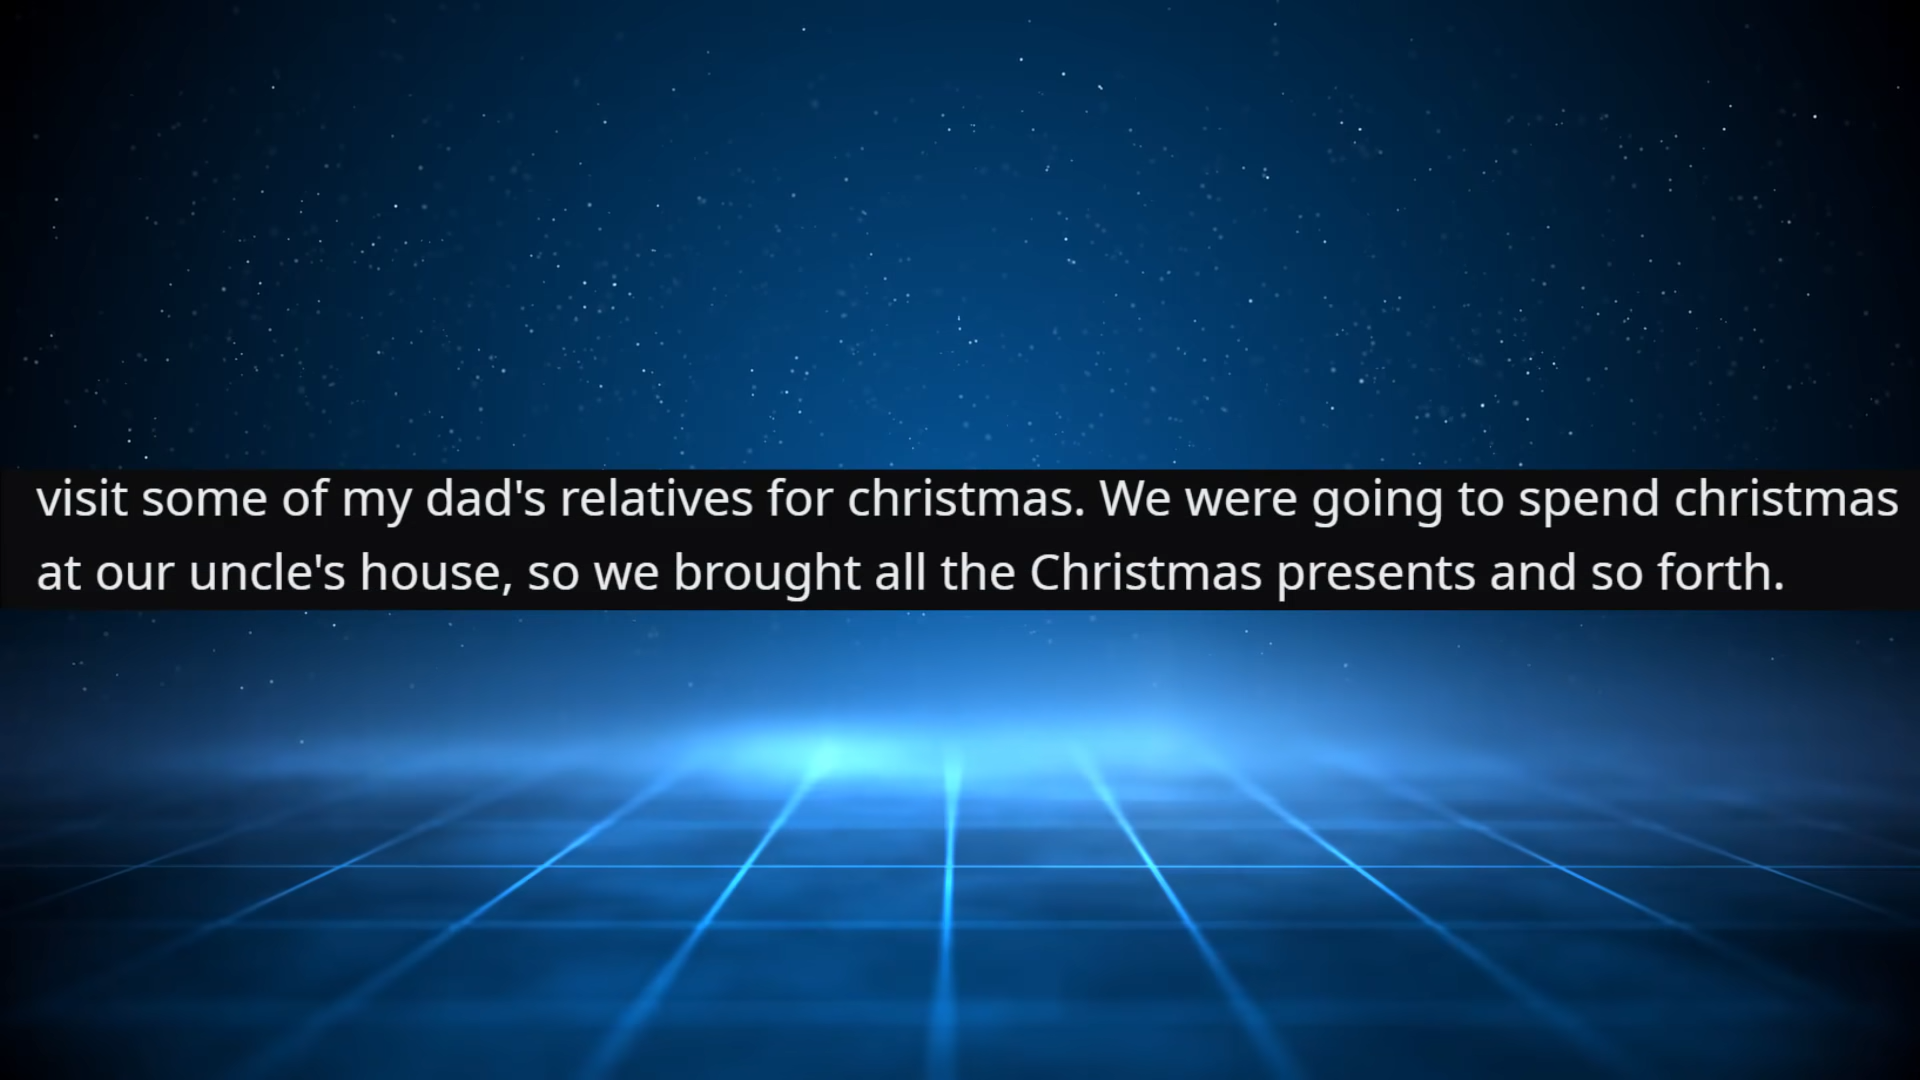 visit some of my dad's relatives for christmas. We were going to spend christmas
at our uncle's house, so we brought all the Christmas presents and so forth.